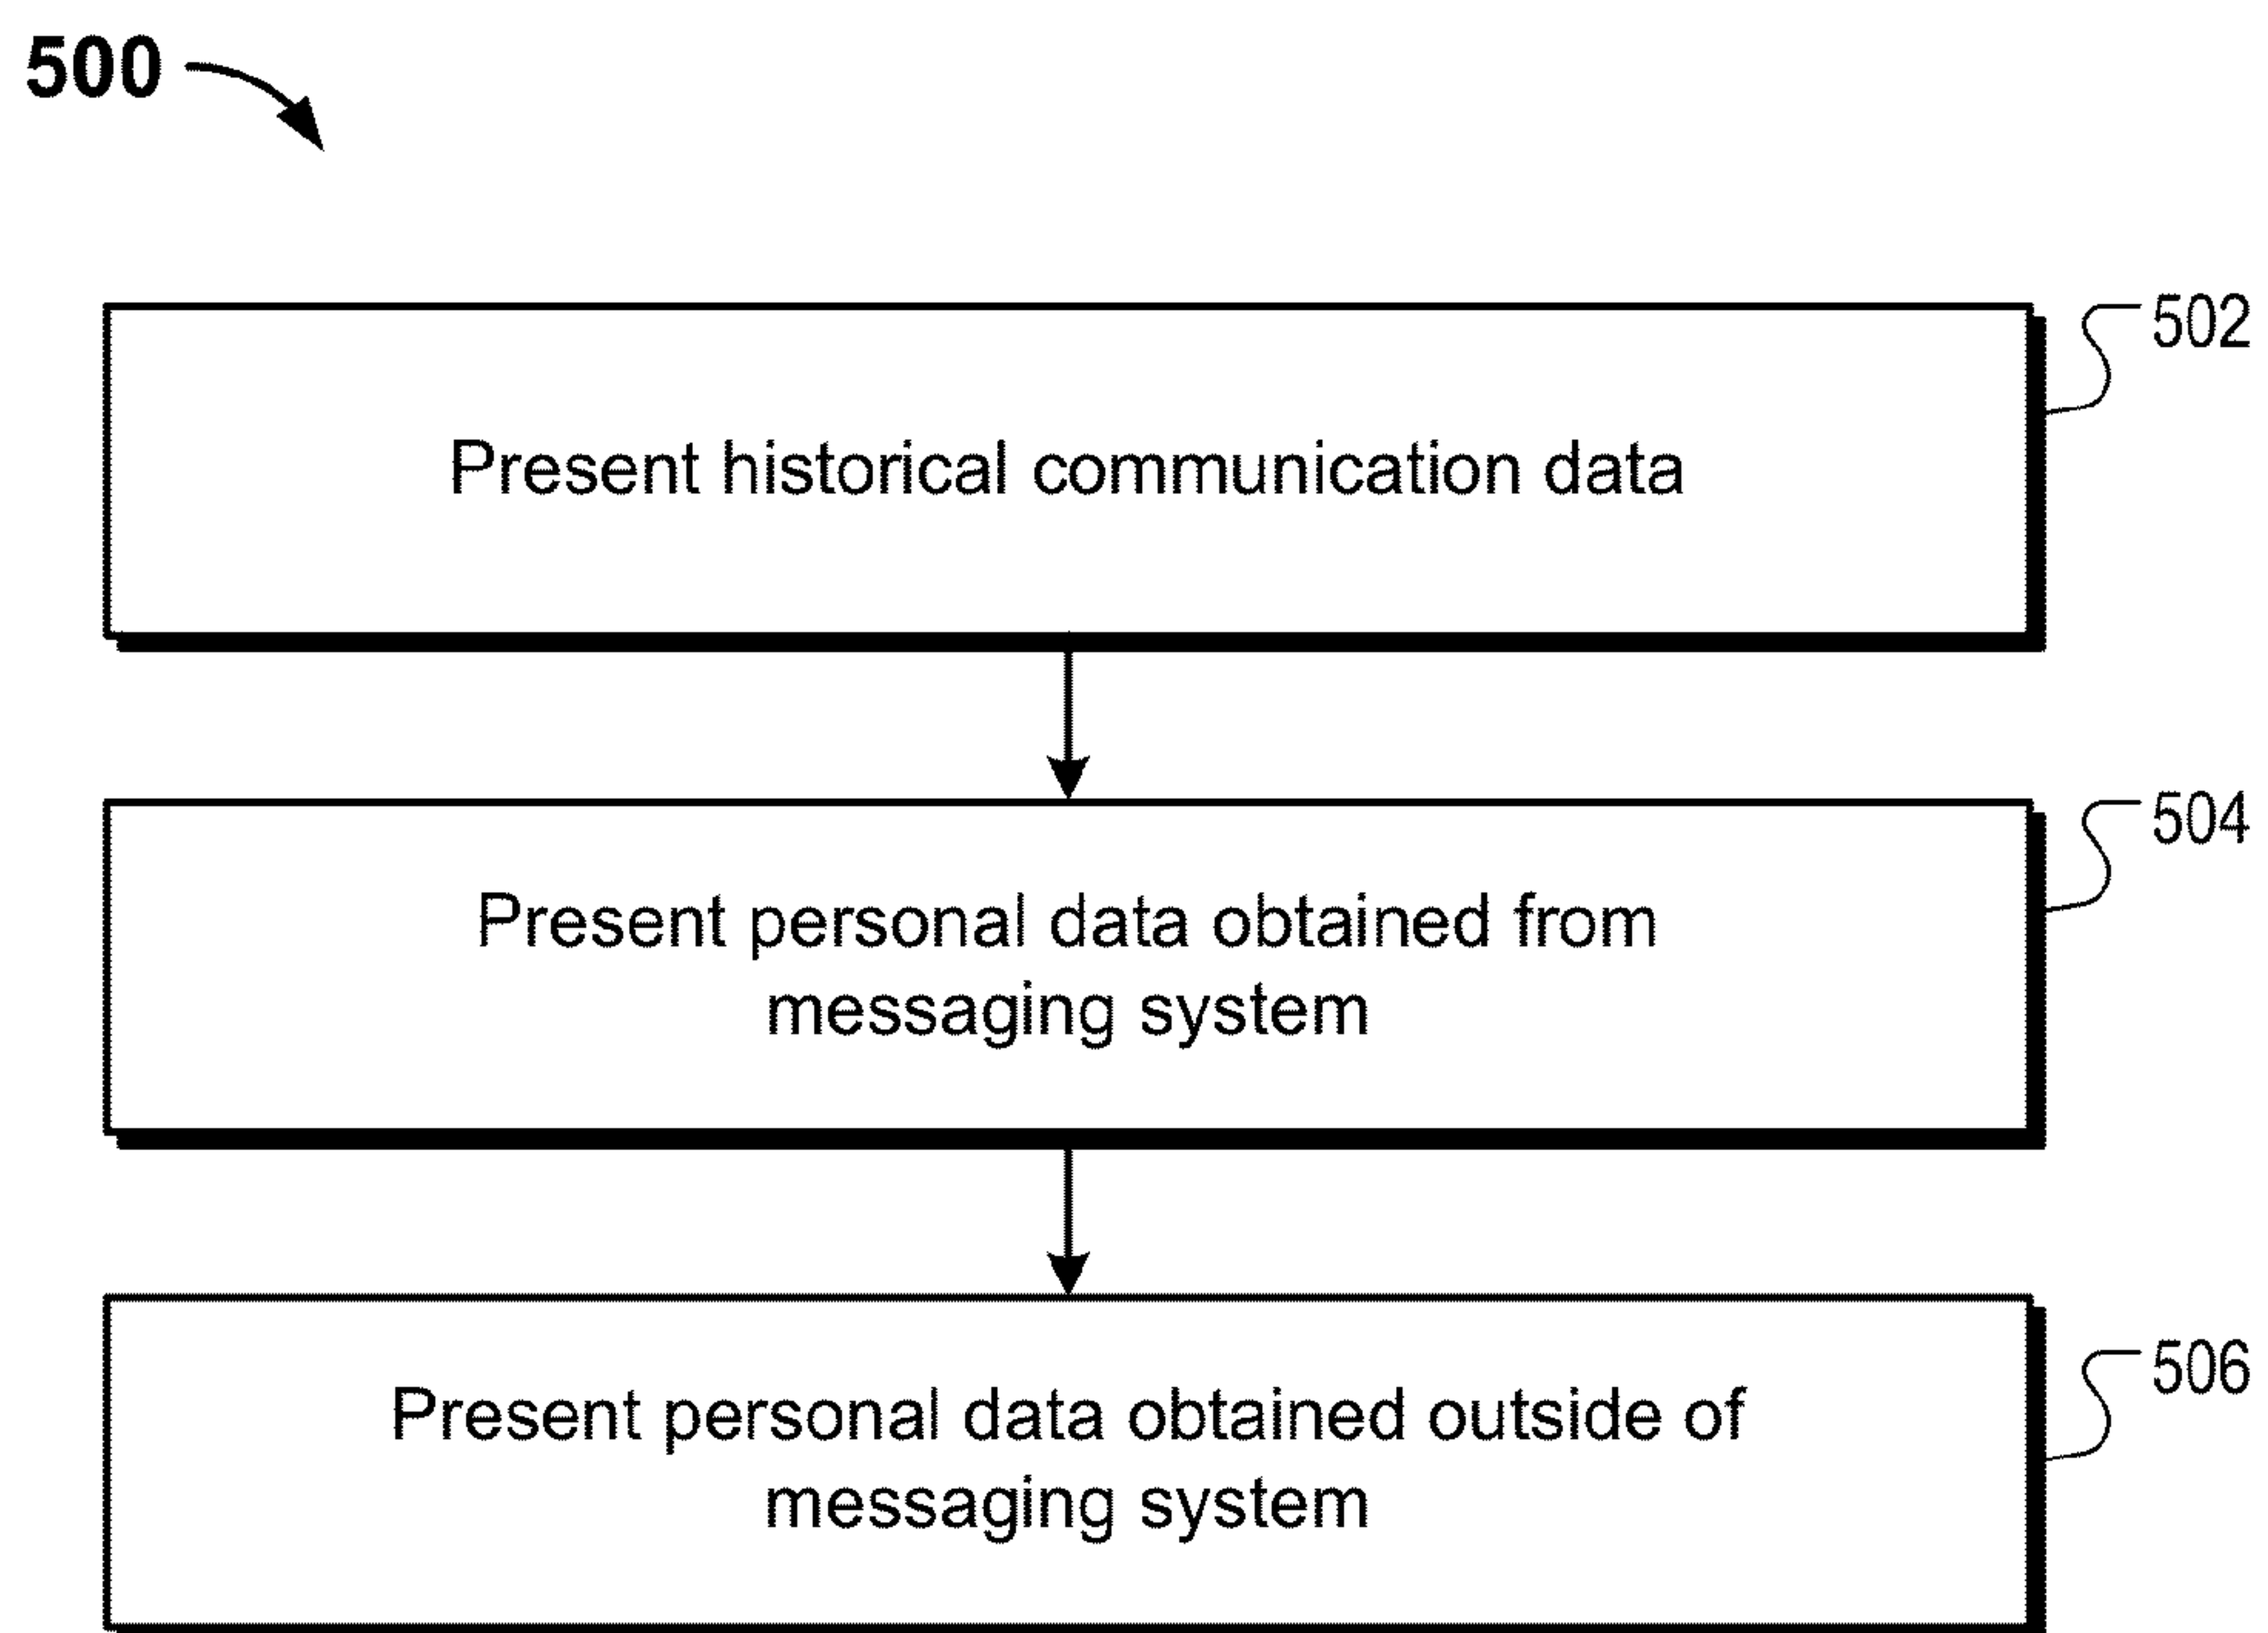 500
502
Present historical communication data
504
Present personal data obtained from
messaging system
506
Present personal data obtained outside of
messaging system